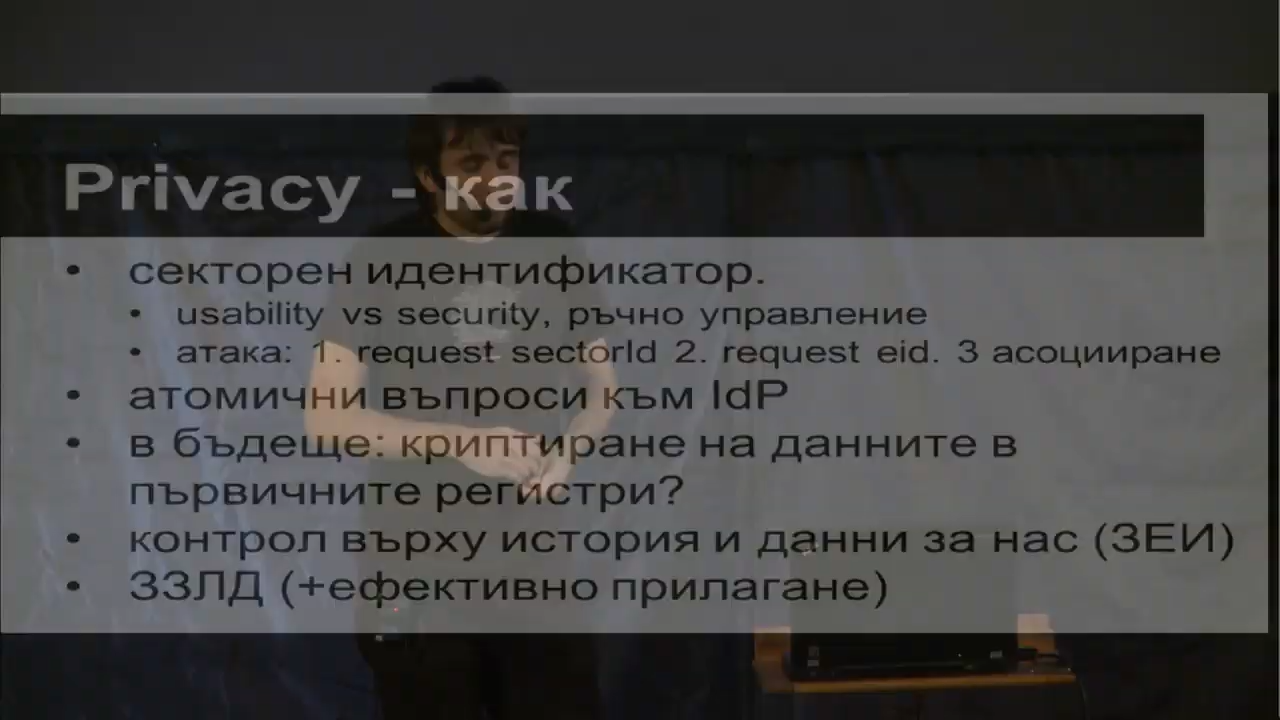 Privacy - как
• секторен идентификатор.
• usability vs security, ръчно управление
• атака: 1. request sectorId 2. request eid. 3 асоцииране
• атомични въпроси към IdP
• в бъдеще: криптиране на данните в
първичните регистри?
• контрол върху история и данни за нас (ЗЕИ)
• ЗЗЛД (+ефективно прилагане)